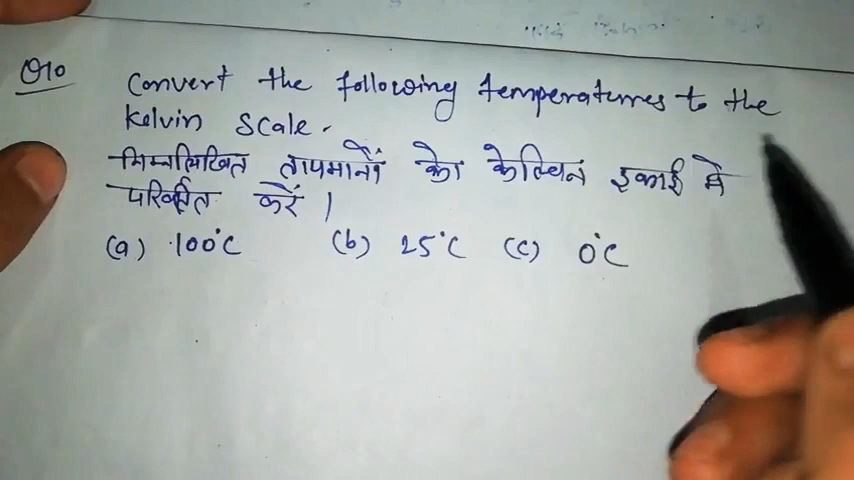 Q10 Convert the following temperatures to the
Kelvin Scale.
निम्नलिखित तापमानों को केल्विन इकाई में
परिवर्तित करें ।
(a) 100°C (b) 25°C (c) 0°C